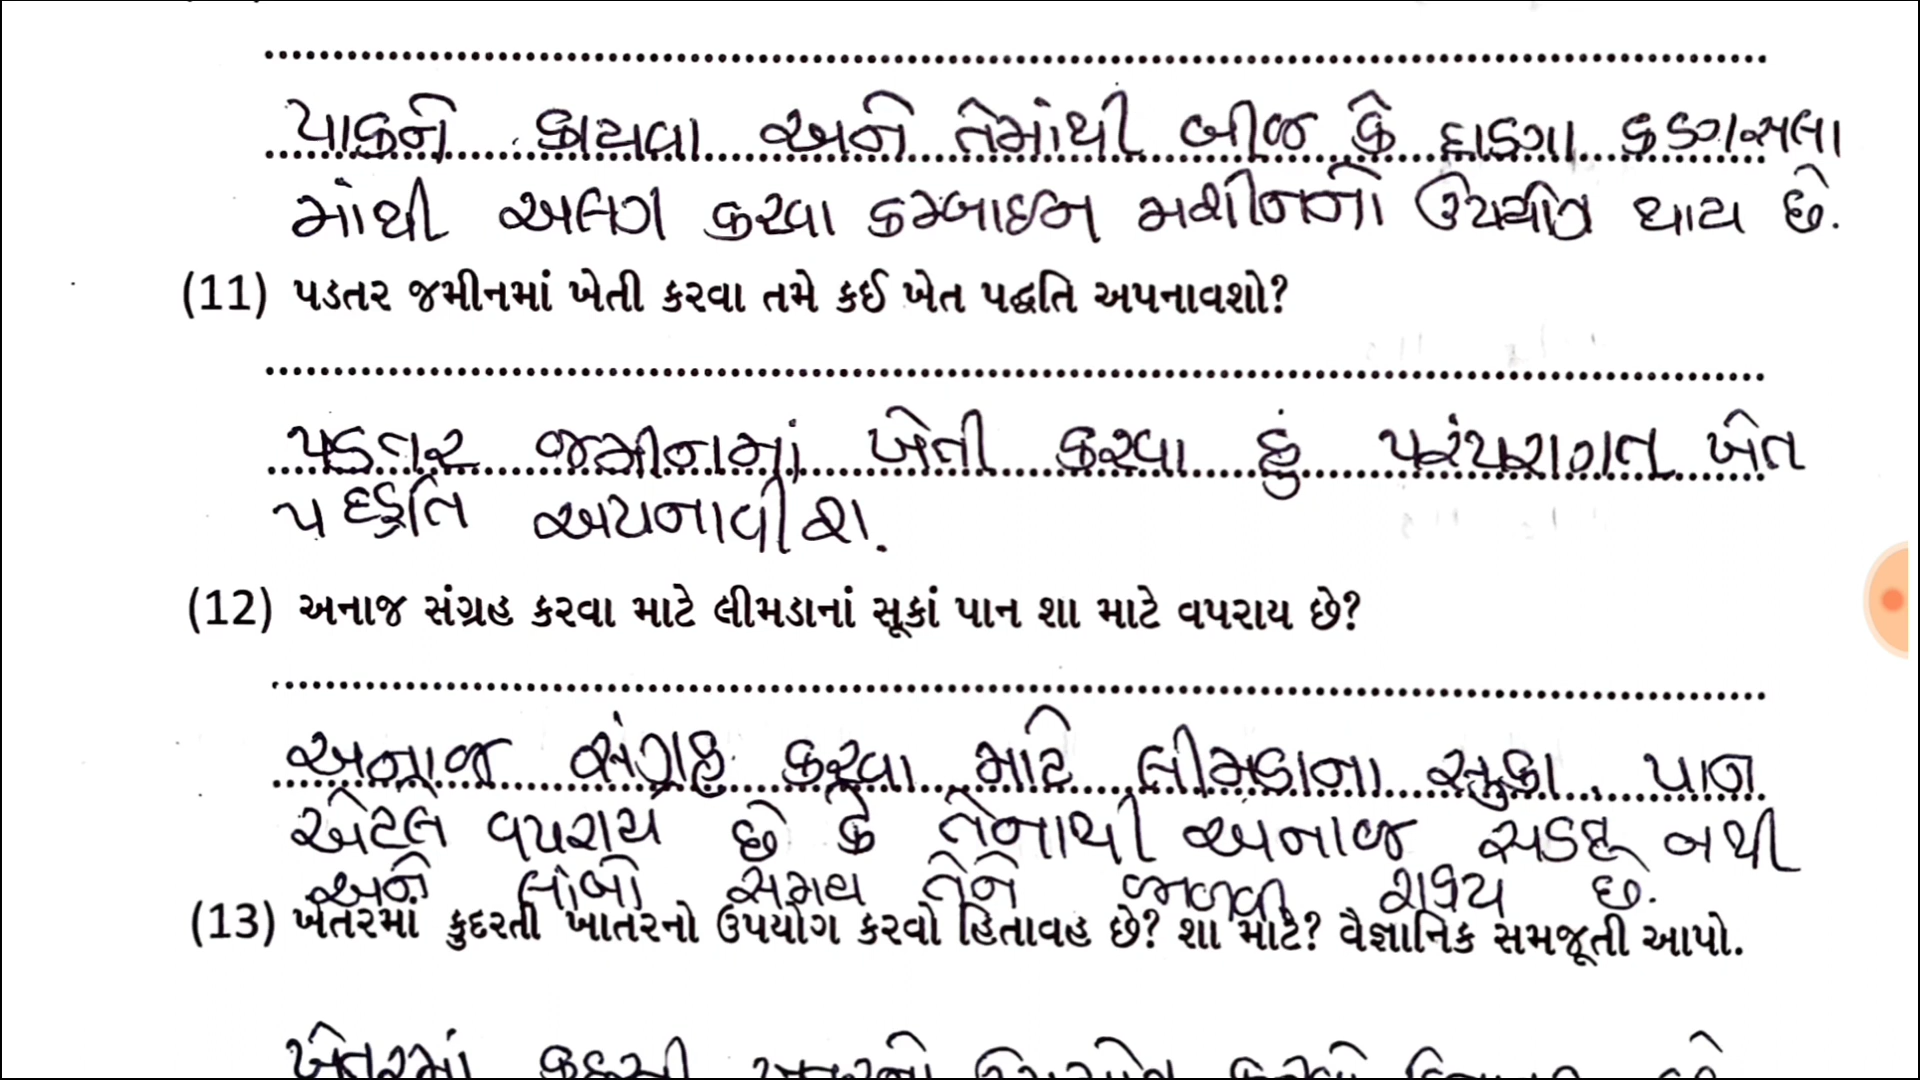 પાકને કાપવા અને તેમાંથી બીજ કે દાણા કણસલા
માંથી અલગ કરવા કમ્બાઇન મશીનનો ઉપયોગ થાય છે.
(11) પડતર જમીનમાં ખેતી કરવા તમે કઈ ખેત પદ્ધતિ અપનાવશો?
પડતર જમીનમાં ખેતી કરવા હું પરંપરાગત ખેત
પદ્ધતિ અપનાવીશ.
(12) અનાજ સંગ્રહ કરવા માટે લીમડાનાં સૂકાં પાન શા માટે વપરાય છે?
અનાજ સંગ્રહ કરવા માટે લીમડાના સુકા પાન
એટલે વપરાય છે કે તેનાથી અનાજ સડતું નથી
અને લાંબો સમય તેને જાળવી શકાય છે.
(13) ખેતરમાં કુદરતી ખાતરનો ઉપયોગ કરવો હિતાવહ છે? શા માટે? વૈજ્ઞાનિક સમજૂતી આપો.